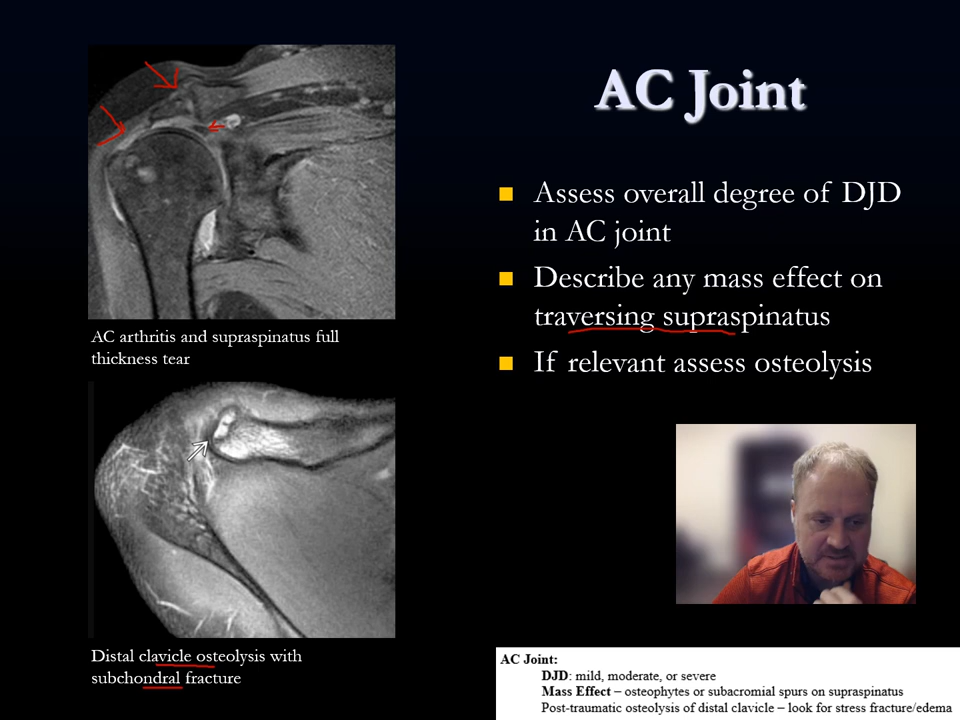 AC Joint
Assess overall degree of DJD
in AC joint
Describe any mass effect on
traversing supraspinatus
If relevant assess osteolysis
AC arthritis and supraspinatus full
thickness tear
Distal clavicle osteolysis with
subchondral fracture
AC Joint:
DJD: mild, moderate, or severe
Mass Effect – osteophytes or subacromial spurs on supraspinatus
Post-traumatic osteolysis of distal clavicle – look for stress fracture/edema